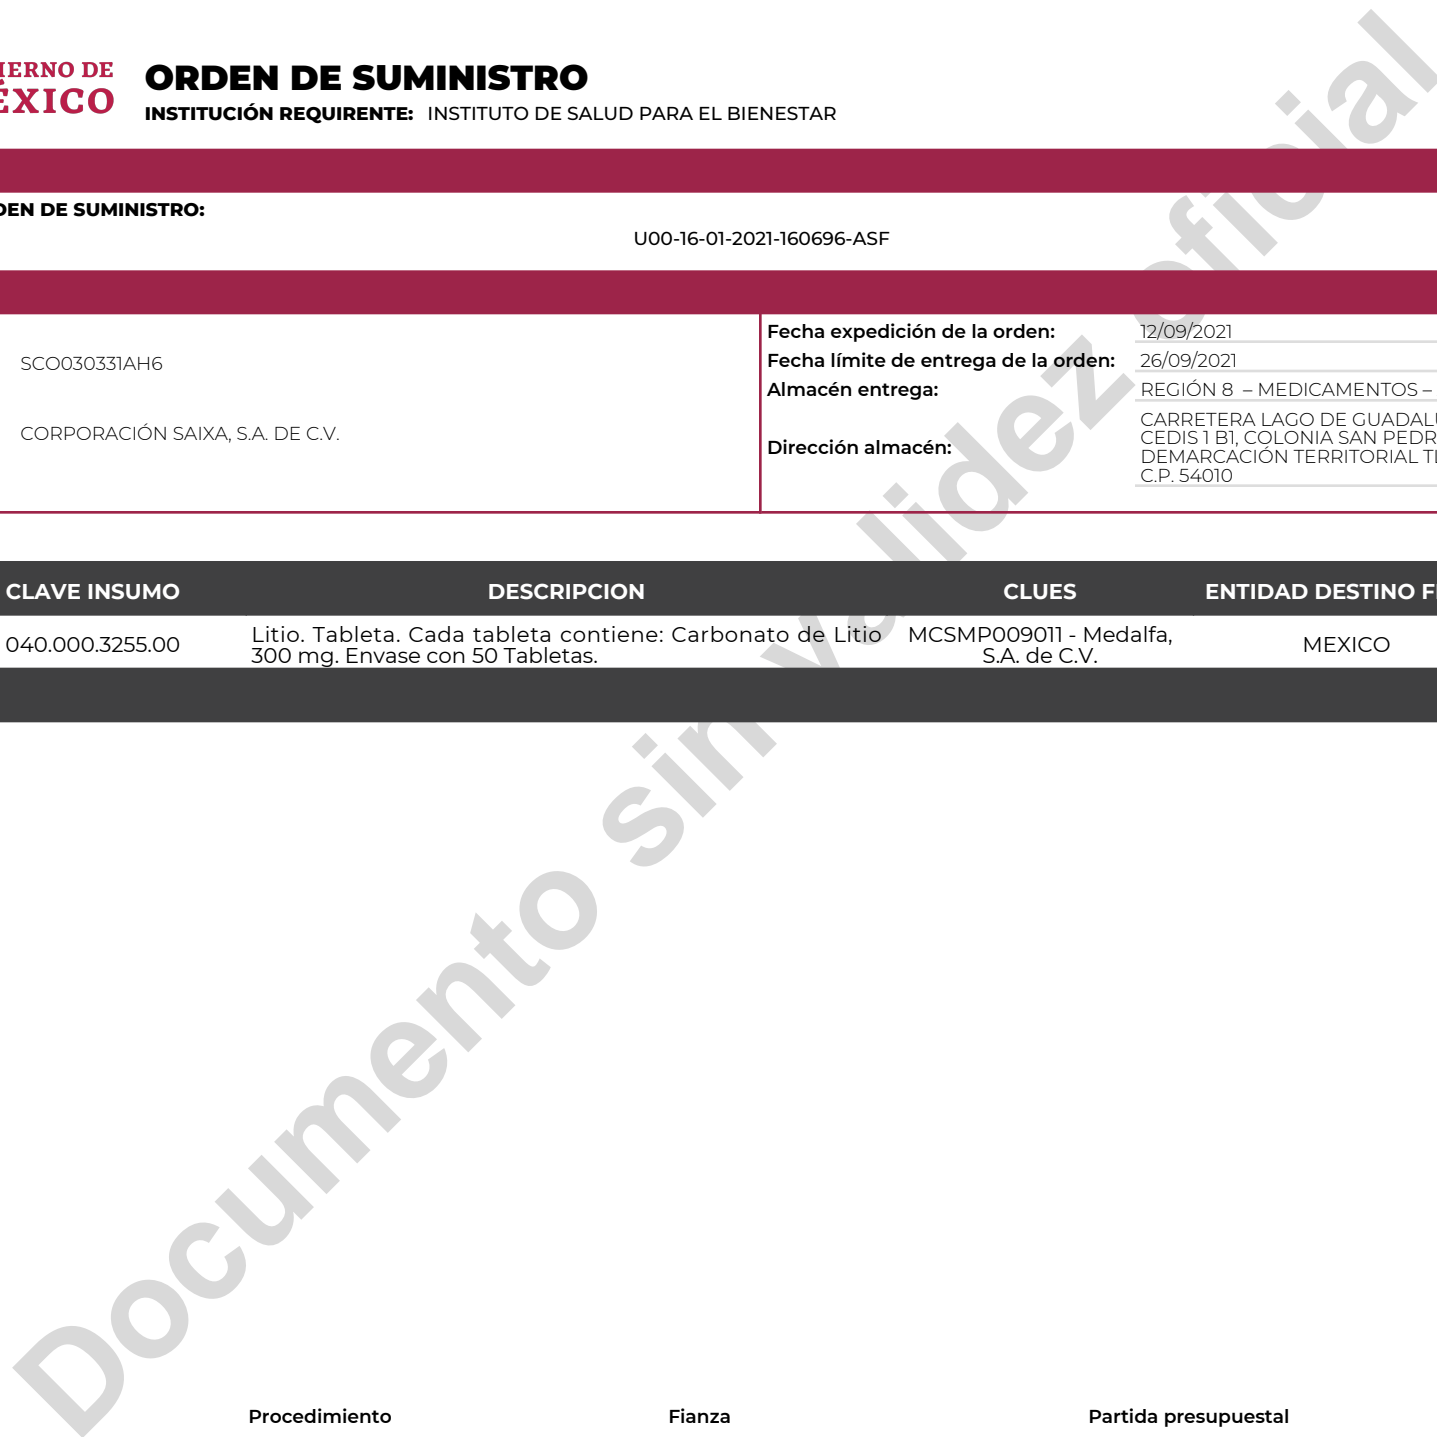 IERNO DE
ÉXICO
ORDEN DE SUMINISTRO
INSTITUCIÓN REQUIRENTE: INSTITUTO DE SALUD PARA EL BIENESTAR
DEN DE SUMINISTRO:
U00-16-01-2021-160696-ASF
SCO030331AH6
CORPORACIÓN SAIXA, S.A. DE C.V.
Fecha expedición de la orden: 12/09/2021
Fecha límite de entrega de la orden: 26/09/2021
Almacén entrega: REGIÓN 8 – MEDICAMENTOS –
Dirección almacén:
CARRETERA LAGO DE GUADALU
CEDIS 1 B1, COLONIA SAN PEDR
DEMARCACIÓN TERRITORIAL TL
C.P. 54010
CLAVE INSUMO DESCRIPCION CLUES ENTIDAD DESTINO F
040.000.3255.00
Litio. Tableta. Cada tableta contiene: Carbonato de Litio
300 mg. Envase con 50 Tabletas.
MCSMP009011 - Medalfa,
S.A. de C.V.
MEXICO
Documento sin validez oficial
Procedimiento Fianza Partida presupuestal